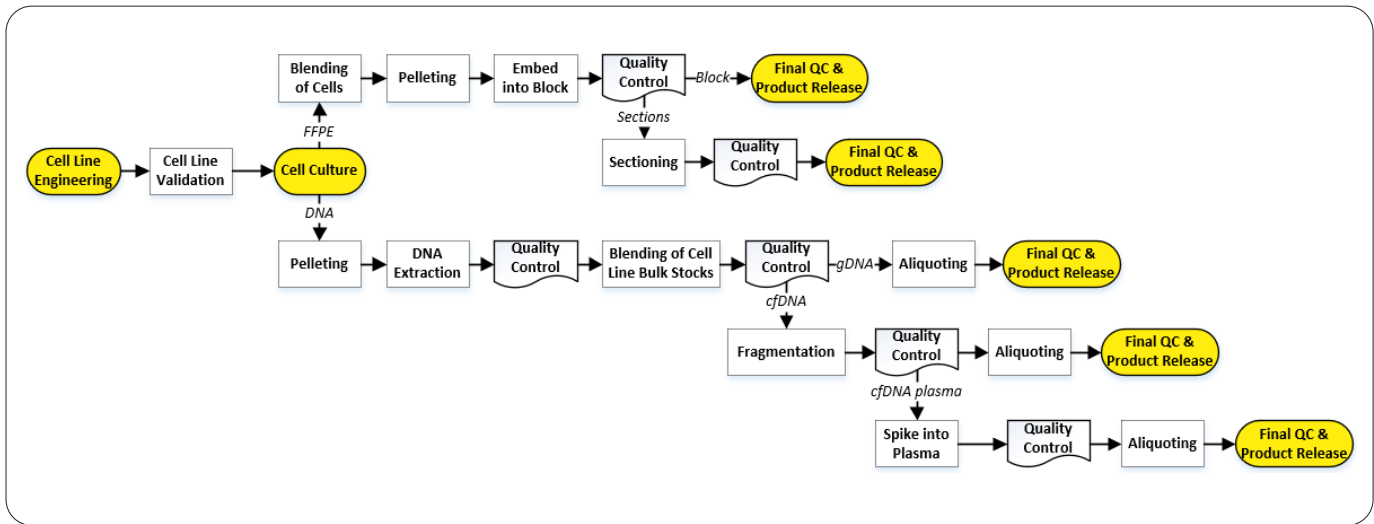 Blending
of Cells
Pelleting
Embed
into Block
Quality
Control
Block
Final QC &
Product Release
FFPE
Sections
Cell Line
Engineering
Cell Line
Validation
Cell Culture
Sectioning
Quality
Control
Final QC &
Product Release
DNA
Pelleting
DNA
Extraction
Quality
Control
Blending of Cell
Line Bulk Stocks
Quality
Control
gDNA
Aliquoting
Final QC &
Product Release
cfDNA
Fragmentation
Quality
Control
Aliquoting
Final QC &
Product Release
cfDNA plasma
Spike into
Plasma
Quality
Control
Aliquoting
Final QC &
Product Release